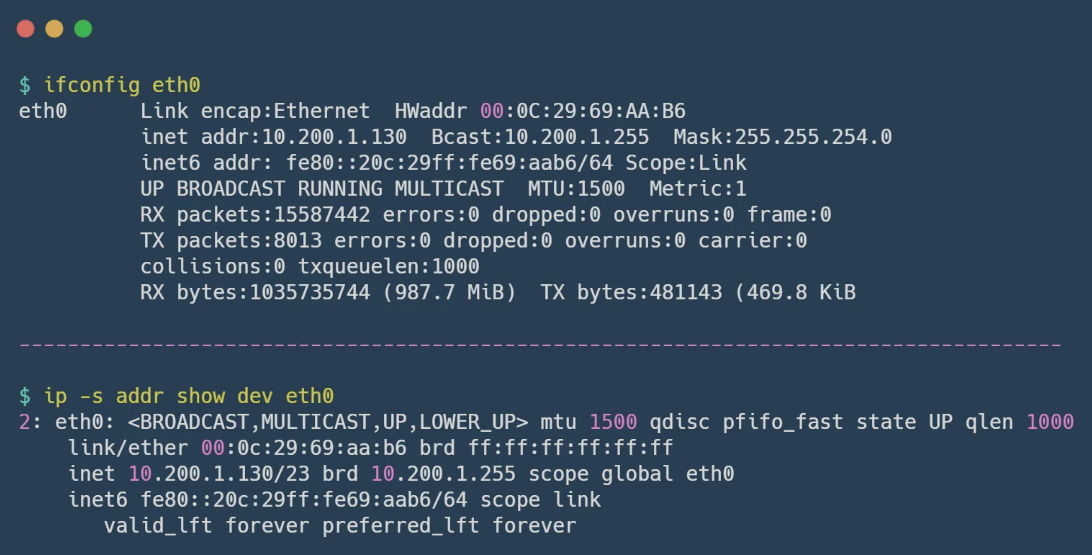 $ ifconfig eth0
eth0      Link encap:Ethernet  HWaddr 00:0C:29:69:AA:B6
          inet addr:10.200.1.130  Bcast:10.200.1.255  Mask:255.255.254.0
          inet6 addr: fe80::20c:29ff:fe69:aab6/64 Scope:Link
          UP BROADCAST RUNNING MULTICAST  MTU:1500  Metric:1
          RX packets:15587442 errors:0 dropped:0 overruns:0 frame:0
          TX packets:8013 errors:0 dropped:0 overruns:0 carrier:0
          collisions:0 txqueuelen:1000
          RX bytes:1035735744 (987.7 MiB)  TX bytes:481143 (469.8 KiB
--------------------------------------------------------------------------------------
$ ip -s addr show dev eth0
2: eth0: <BROADCAST,MULTICAST,UP,LOWER_UP> mtu 1500 qdisc pfifo_fast state UP qlen 1000
    link/ether 00:0c:29:69:aa:b6 brd ff:ff:ff:ff:ff:ff
    inet 10.200.1.130/23 brd 10.200.1.255 scope global eth0
    inet6 fe80::20c:29ff:fe69:aab6/64 scope link
       valid_lft forever preferred_lft forever